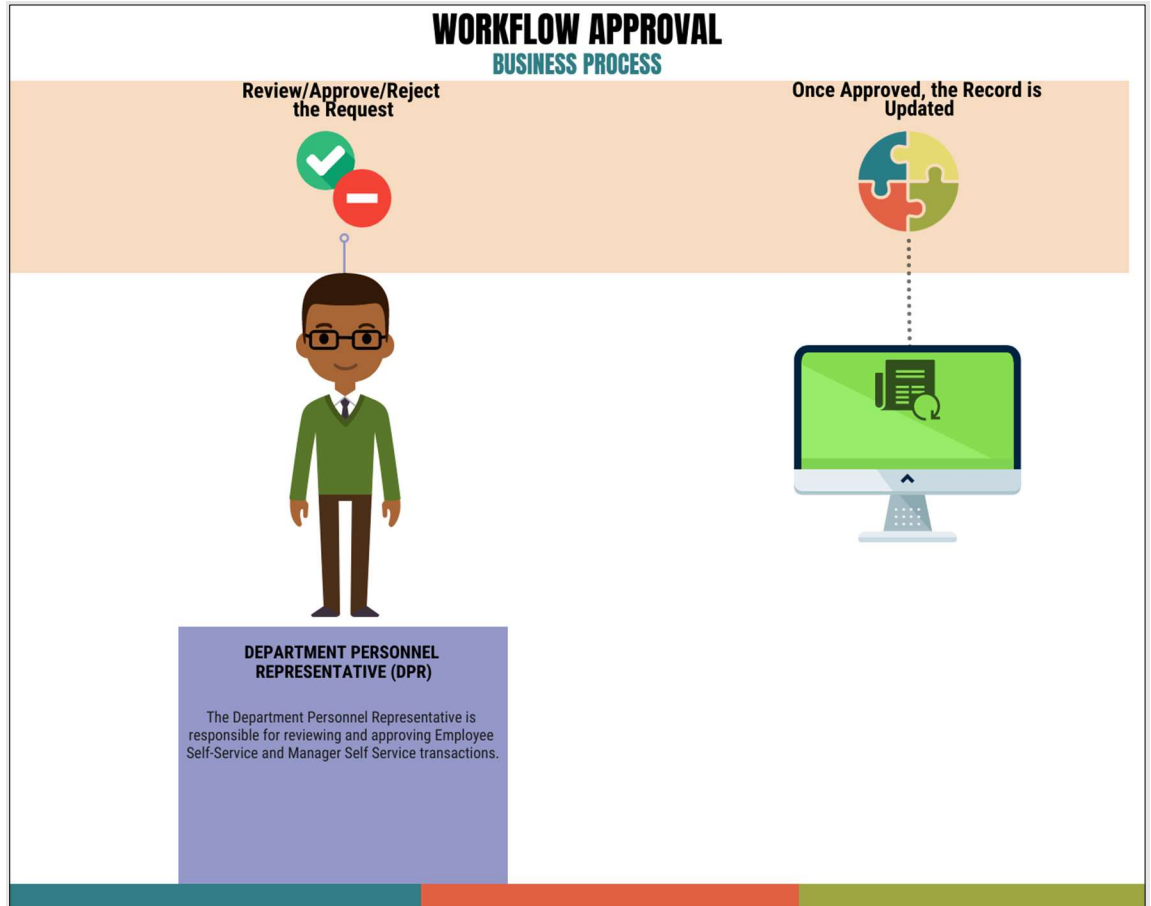 WORKFLOW APPROVAL
BUSINESS PROCESS
Review/Approve/Reject
the Request
Once Approved, the Record is
Updated
DEPARTMENT PERSONNEL
REPRESENTATIVE (DPR)
The Department Personnel Representative is
responsible for reviewing and approving Employee
Self-Service and Manager Self Service transactions.